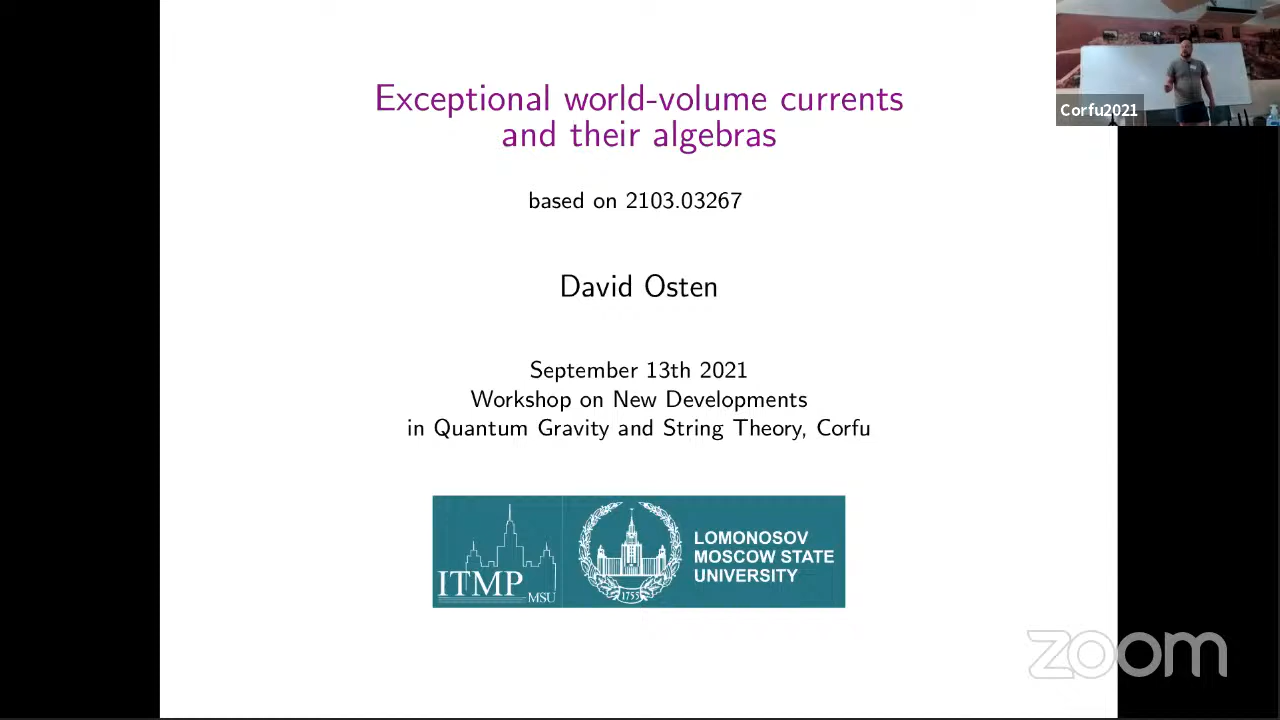 Exceptional world-volume currents
and their algebras
based on 2103.03267
David Osten
September 13th 2021
Workshop on New Developments
in Quantum Gravity and String Theory, Corfu
ITMP
MSU
1755
LOMONOSOV
MOSCOW STATE
UNIVERSITY
Corfu2021
zoom